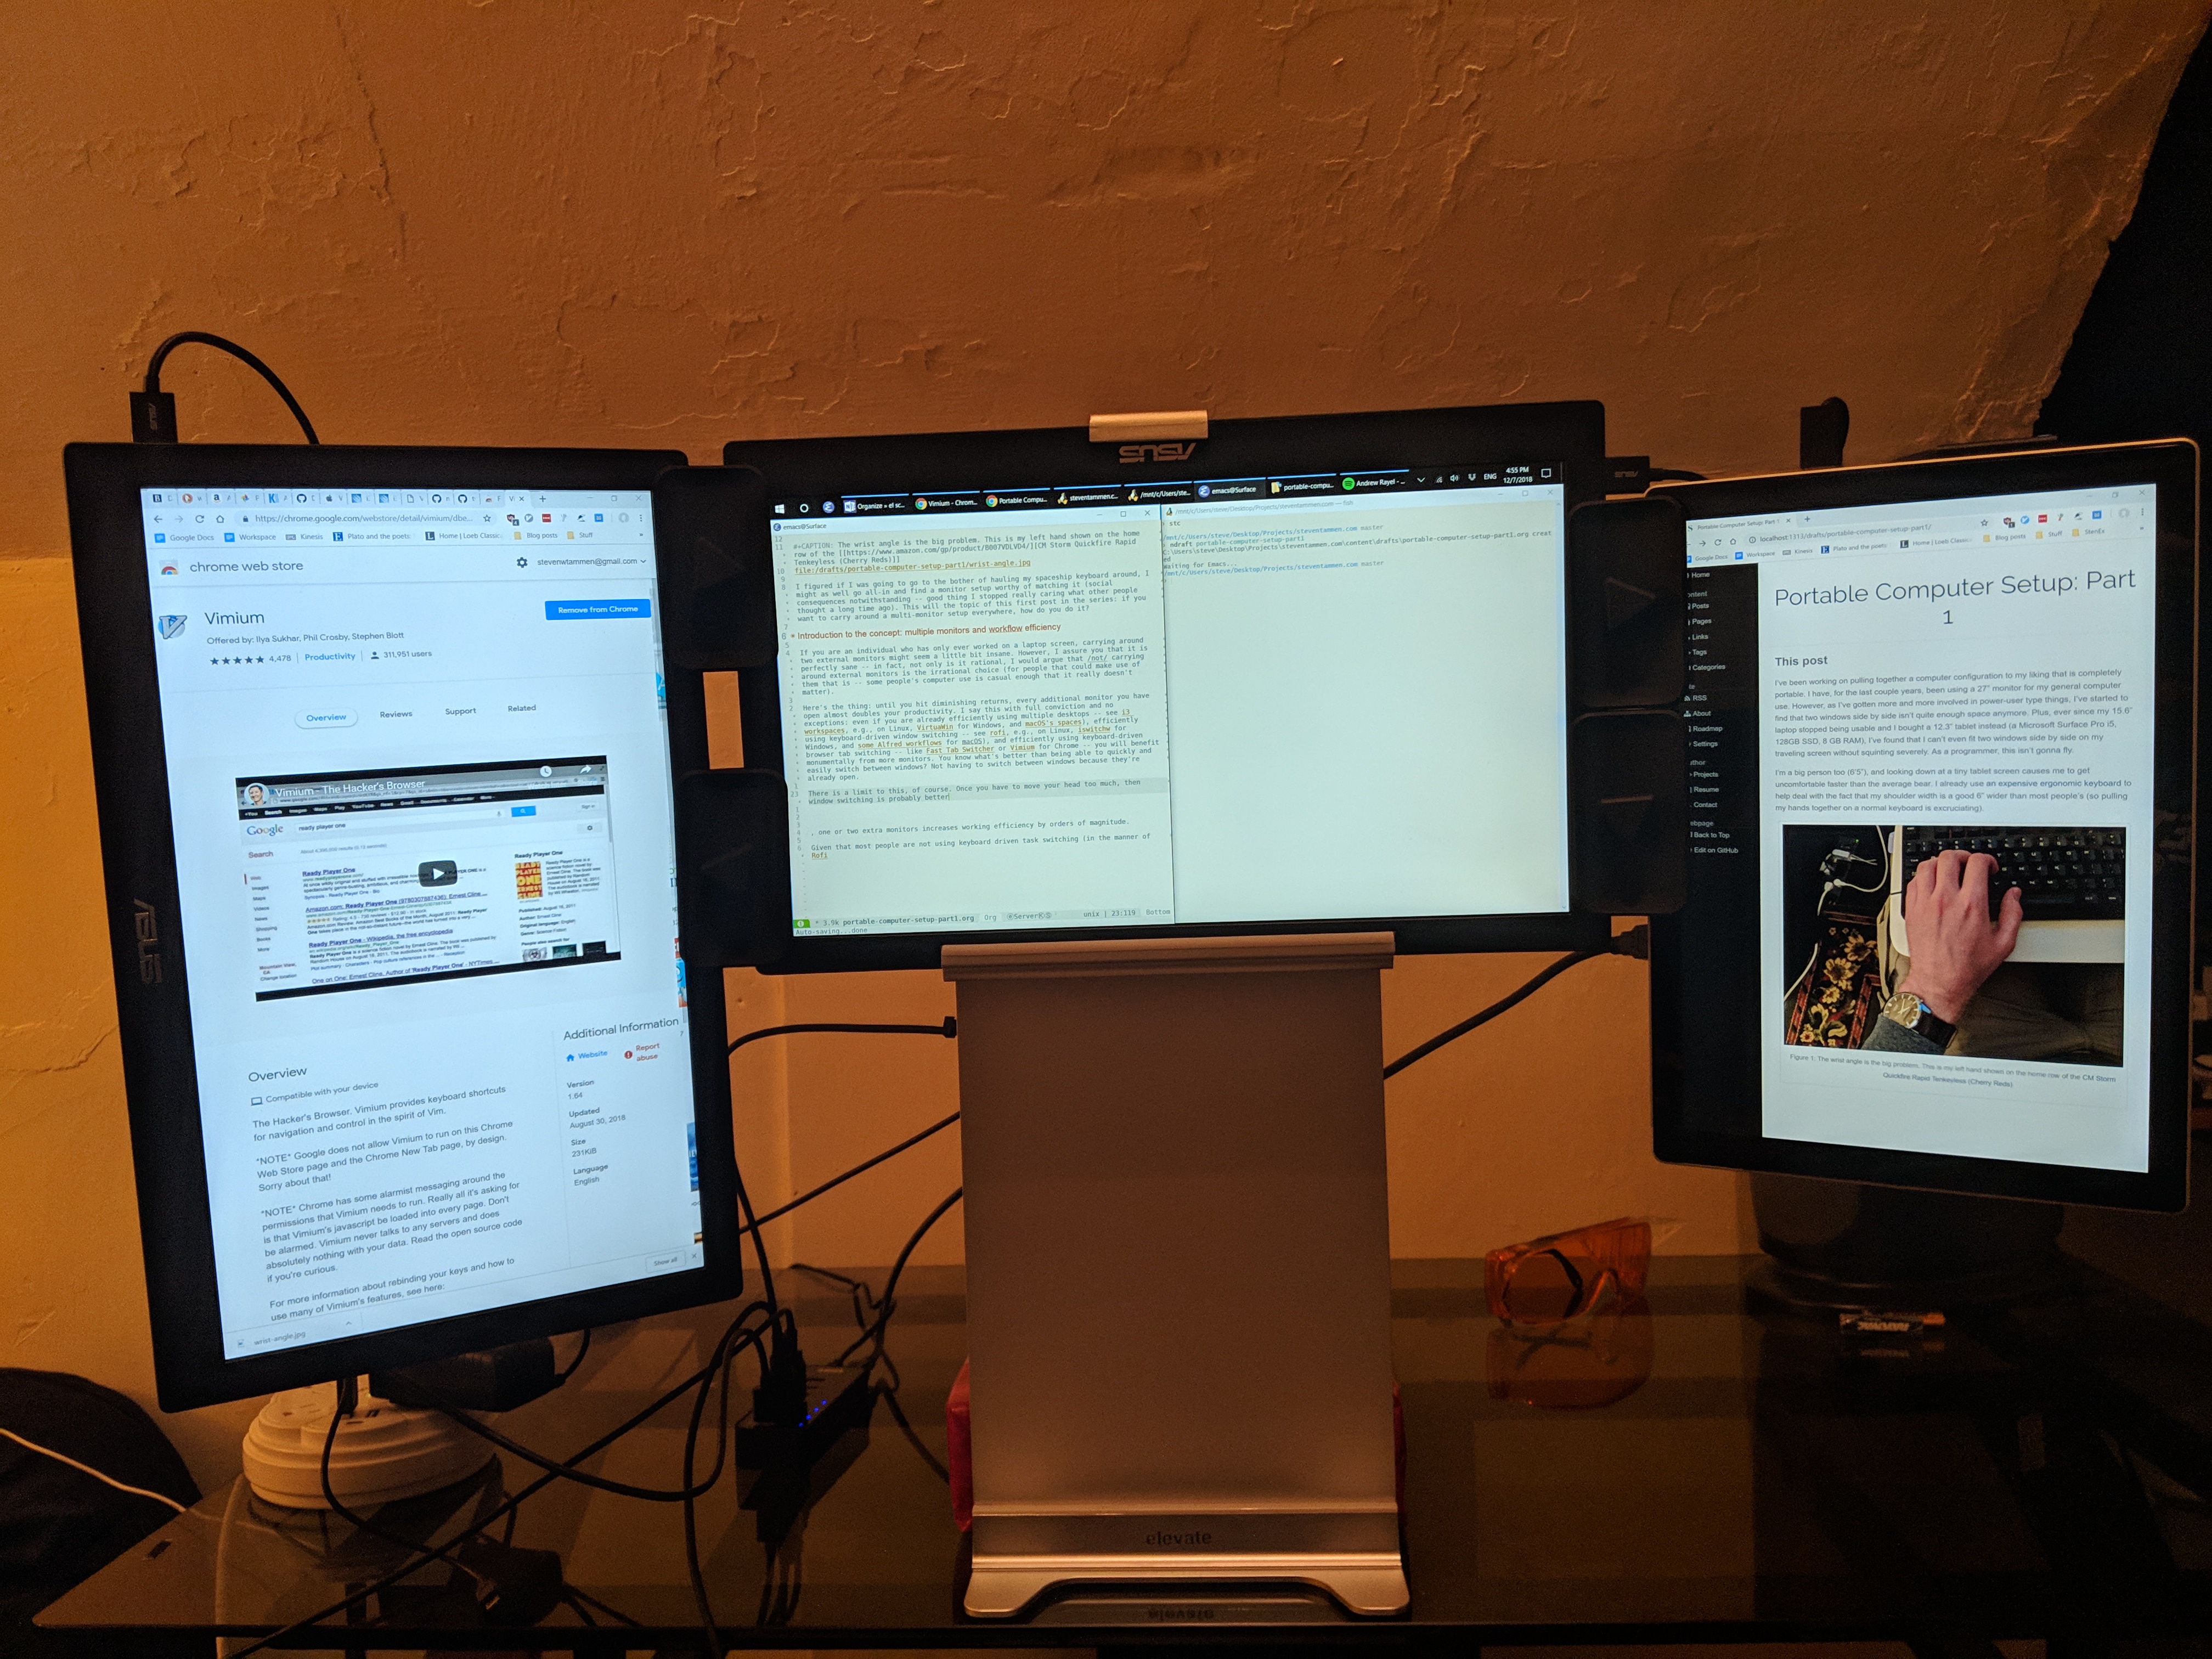 https://chrome.google.com/webstore/detail/vimium/dbe...
Google Docs
Workspace
Kinesis
Plato and the poets
Home | Loeb Classic
Blog posts
Stuff
chrome web store
stevenwtammen@gmail.com
Vimium
Remove from Chrome
Offered by: Ilya Sukhar, Phil Crosby, Stephen Blott
4,478
Productivity
311,951 users
Overview
Reviews
Support
Related
Vimium - The Hacker's Browser
Google
ready player one
Search
Ready Player One
Amazon.com: Ready Player One
Ready Player One - Wikipedia, the free encyclopedia
Additional Information
Website
Report
abuse
Version
1.64
Updated
August 30, 2018
Size
231KiB
Language
English
Overview
Compatible with your device
The Hacker's Browser. Vimium provides keyboard shortcuts
for navigation and control in the spirit of Vim.
*NOTE* Google does not allow Vimium to run on this Chrome
Web Store page and the Chrome New Tab page, by design.
Sorry about that!
*NOTE* Chrome has some alarmist messaging around the
permissions that Vimium needs to run. Really all it's asking for
is that Vimium's javascript be loaded into every page. Don't
be alarmed. Vimium never talks to any servers and does
absolutely nothing with your data. Read the open source code
if you're curious.
For more information about rebinding your keys and how to
use many of Vimium's features, see here:
Show all
wrist-angle.jpg
ASUS
ASUS
ASUS
Organize » el sc...
Vimium - Chrom...
Portable Compu...
steventammen.c...
/mnt/c/Users/ste...
emacs@Surface
portable-compu...
Andrew Rayel - ...
ENG
4:55 PM
12/7/2018
emacs@Surface
#+CAPTION: The wrist angle is the big problem. This is my left hand shown on the home
row of the [[https://www.amazon.com/gp/product/B007VDLVD4/][CM Storm Quickfire Rapid
Tenkeyless (Cherry Reds)]]
file:/drafts/portable-computer-setup-part1/wrist-angle.jpg
I figured if I was going to go to the bother of hauling my spaceship keyboard around, I
might as well go all-in and find a monitor setup worthy of matching it (social
consequences notwithstanding -- good thing I stopped really caring what other people
thought a long time ago). This will the topic of this first post in the series: if you
want to carry around a multi-monitor setup everywhere, how do you do it?
* Introduction to the concept: multiple monitors and workflow efficiency
If you are an individual who has only ever worked on a laptop screen, carrying around
two external monitors might seem a little bit insane. However, I assure you that it is
perfectly sane -- in fact, not only is it rational, I would argue that /not/ carrying
around external monitors is the irrational choice (for people that could make use of
them that is -- some people's computer use is casual enough that it really doesn't
matter).
Here's the thing: until you hit diminishing returns, every additional monitor you have
open almost doubles your productivity. I say this with full conviction and no
exceptions: even if you are already efficiently using multiple desktops -- see i3
workspaces, e.g., on Linux, VirtuaWin for Windows, and macOS's spaces), efficiently
using keyboard-driven window switching -- see rofi, e.g., on Linux, iswitchw for
Windows, and some Alfred workflows for macOS), and efficiently using keyboard-driven
browser tab switching -- like Fast Tab Switcher or Vimium for Chrome -- you will benefit
monumentally from more monitors. You know what's better than being able to quickly and
easily switch between windows? Not having to switch between windows because they're
already open.
There is a limit to this, of course. Once you have to move your head too much, then
window switching is probably better
, one or two extra monitors increases working efficiency by orders of magnitude.
Given that most people are not using keyboard driven task switching (in the manner of
Rofi
3.9k portable-computer-setup-part1.org
Org
unix | 23:119
Bottom
Auto-saving...done
stc
/mnt/c/Users/steve/Desktop/Projects/steventammen.com master
ndraft portable-computer-setup-part1
C:\Users\steve\Desktop\Projects\steventammen.com\content\drafts\portable-computer-setup-part1.org creat
ed
Waiting for Emacs...
/mnt/c/Users/steve/Desktop/Projects/steventammen.com master
elevate
Portable Computer Setup: Part 1
localhost:1313/drafts/portable-computer-setup-part1/
Google Docs
Workspace
Kinesis
Plato and the poets
Home | Loeb Classic
Blog posts
Stuff
StenEx
Home
Posts
Pages
Links
Tags
Categories
RSS
About
Roadmap
Settings
Projects
Resume
Contact
Back to Top
Edit on GitHub
Portable Computer Setup: Part
1
This post
I've been working on pulling together a computer configuration to my liking that is completely
portable. I have, for the last couple years, been using a 27" monitor for my general computer
use. However, as I've gotten more and more involved in power-user type things, I've started to
find that two windows side by side isn't quite enough space anymore. Plus, ever since my 15.6"
laptop stopped being usable and I bought a 12.3" tablet instead (a Microsoft Surface Pro i5,
128GB SSD, 8 GB RAM), I've found that I can't even fit two windows side by side on my
traveling screen without squinting severely. As a programmer, this isn't gonna fly.
I'm a big person too (6'5"), and looking down at a tiny tablet screen causes me to get
uncomfortable faster than the average bear. I already use an expensive ergonomic keyboard to
help deal with the fact that my shoulder width is a good 6" wider than most people's (so pulling
my hands together on a normal keyboard is excruciating).
Figure 1: The wrist angle is the big problem. This is my left hand shown on the home row of the CM Storm
Quickfire Rapid Tenkeyless (Cherry Reds)